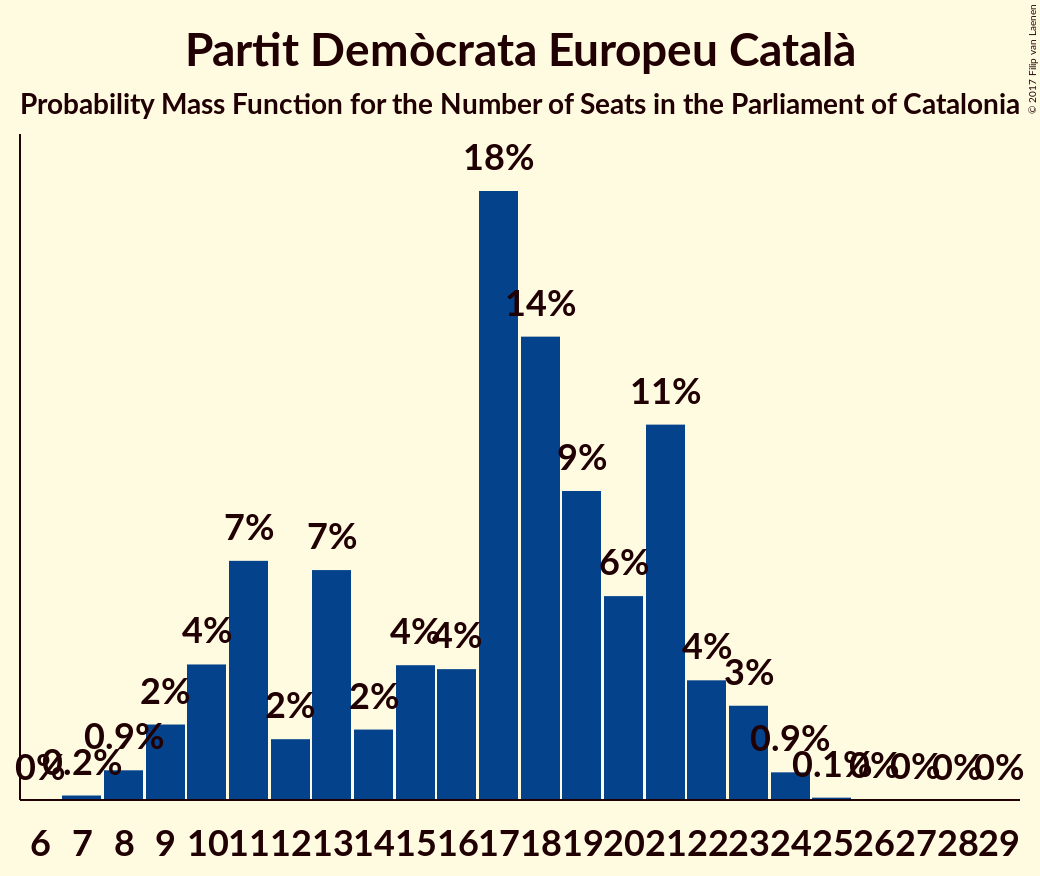 Partit Demòcrata Europeu Català
Probability Mass Function for the Number of Seats in the Parliament of Catalonia
© 2017 Filip van Laenen
0% 0.2% 0.9% 2% 4% 7% 2% 7% 2% 4% 4% 18% 14% 9% 6% 11% 4% 3% 0.9% 0.1% 0% 0% 0% 0%
6 7 8 9 10 11 12 13 14 15 16 17 18 19 20 21 22 23 24 25 26 27 28 29